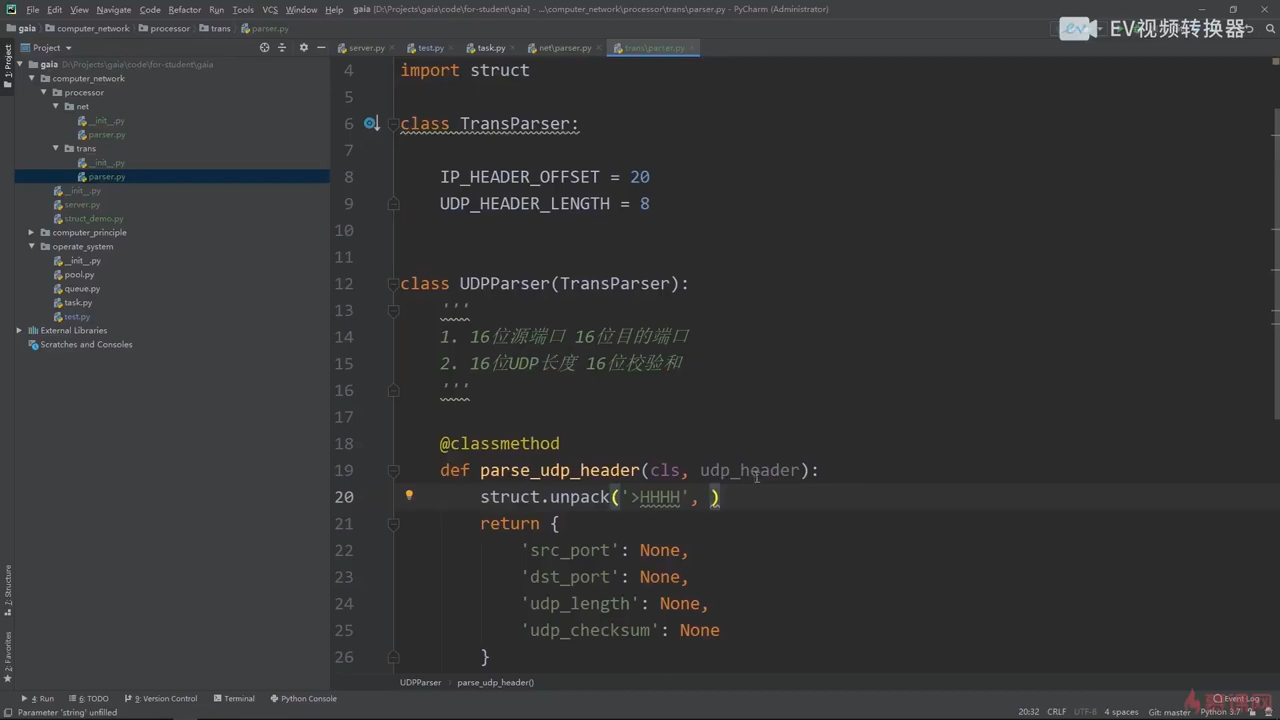 File Edit View Navigate Code Refactor Run Tools VCS Window Help gaia [D:\Projects\gaia\code\for-student\gaia] - ...\computer_network\processor\trans\parser.py - PyCharm (Administrator)
gaia computer_network processor trans parser.py
EV视频转换器
Project
server.py test.py task.py net\parser.py trans\parser.py
1: Project
gaia D:\Projects\gaia\code\for-student\gaia
computer_network
processor
net
__init__.py
parser.py
trans
__init__.py
parser.py
__init__.py
server.py
struct_demo.py
computer_principle
operate_system
__init__.py
pool.py
queue.py
task.py
test.py
External Libraries
Scratches and Consoles
4 import struct
5
6 class TransParser:
7
8 IP_HEADER_OFFSET = 20
9 UDP_HEADER_LENGTH = 8
10
11
12 class UDPParser(TransParser):
13 '''
14 1. 16位源端口 16位目的端口
15 2. 16位UDP长度 16位校验和
16 '''
17
18 @classmethod
19 def parse_udp_header(cls, udp_header):
20 struct.unpack('>HHHH', )
21 return {
22 'src_port': None,
23 'dst_port': None,
24 'udp_length': None,
25 'udp_checksum': None
26 }
7: Structure
2: Favorites
UDPParser parse_udp_header()
4: Run 6: TODO 9: Version Control Terminal Python Console Event Log
Parameter 'string' unfilled 20:32 CRLF UTF-8 4 spaces Git: master Python 3.7